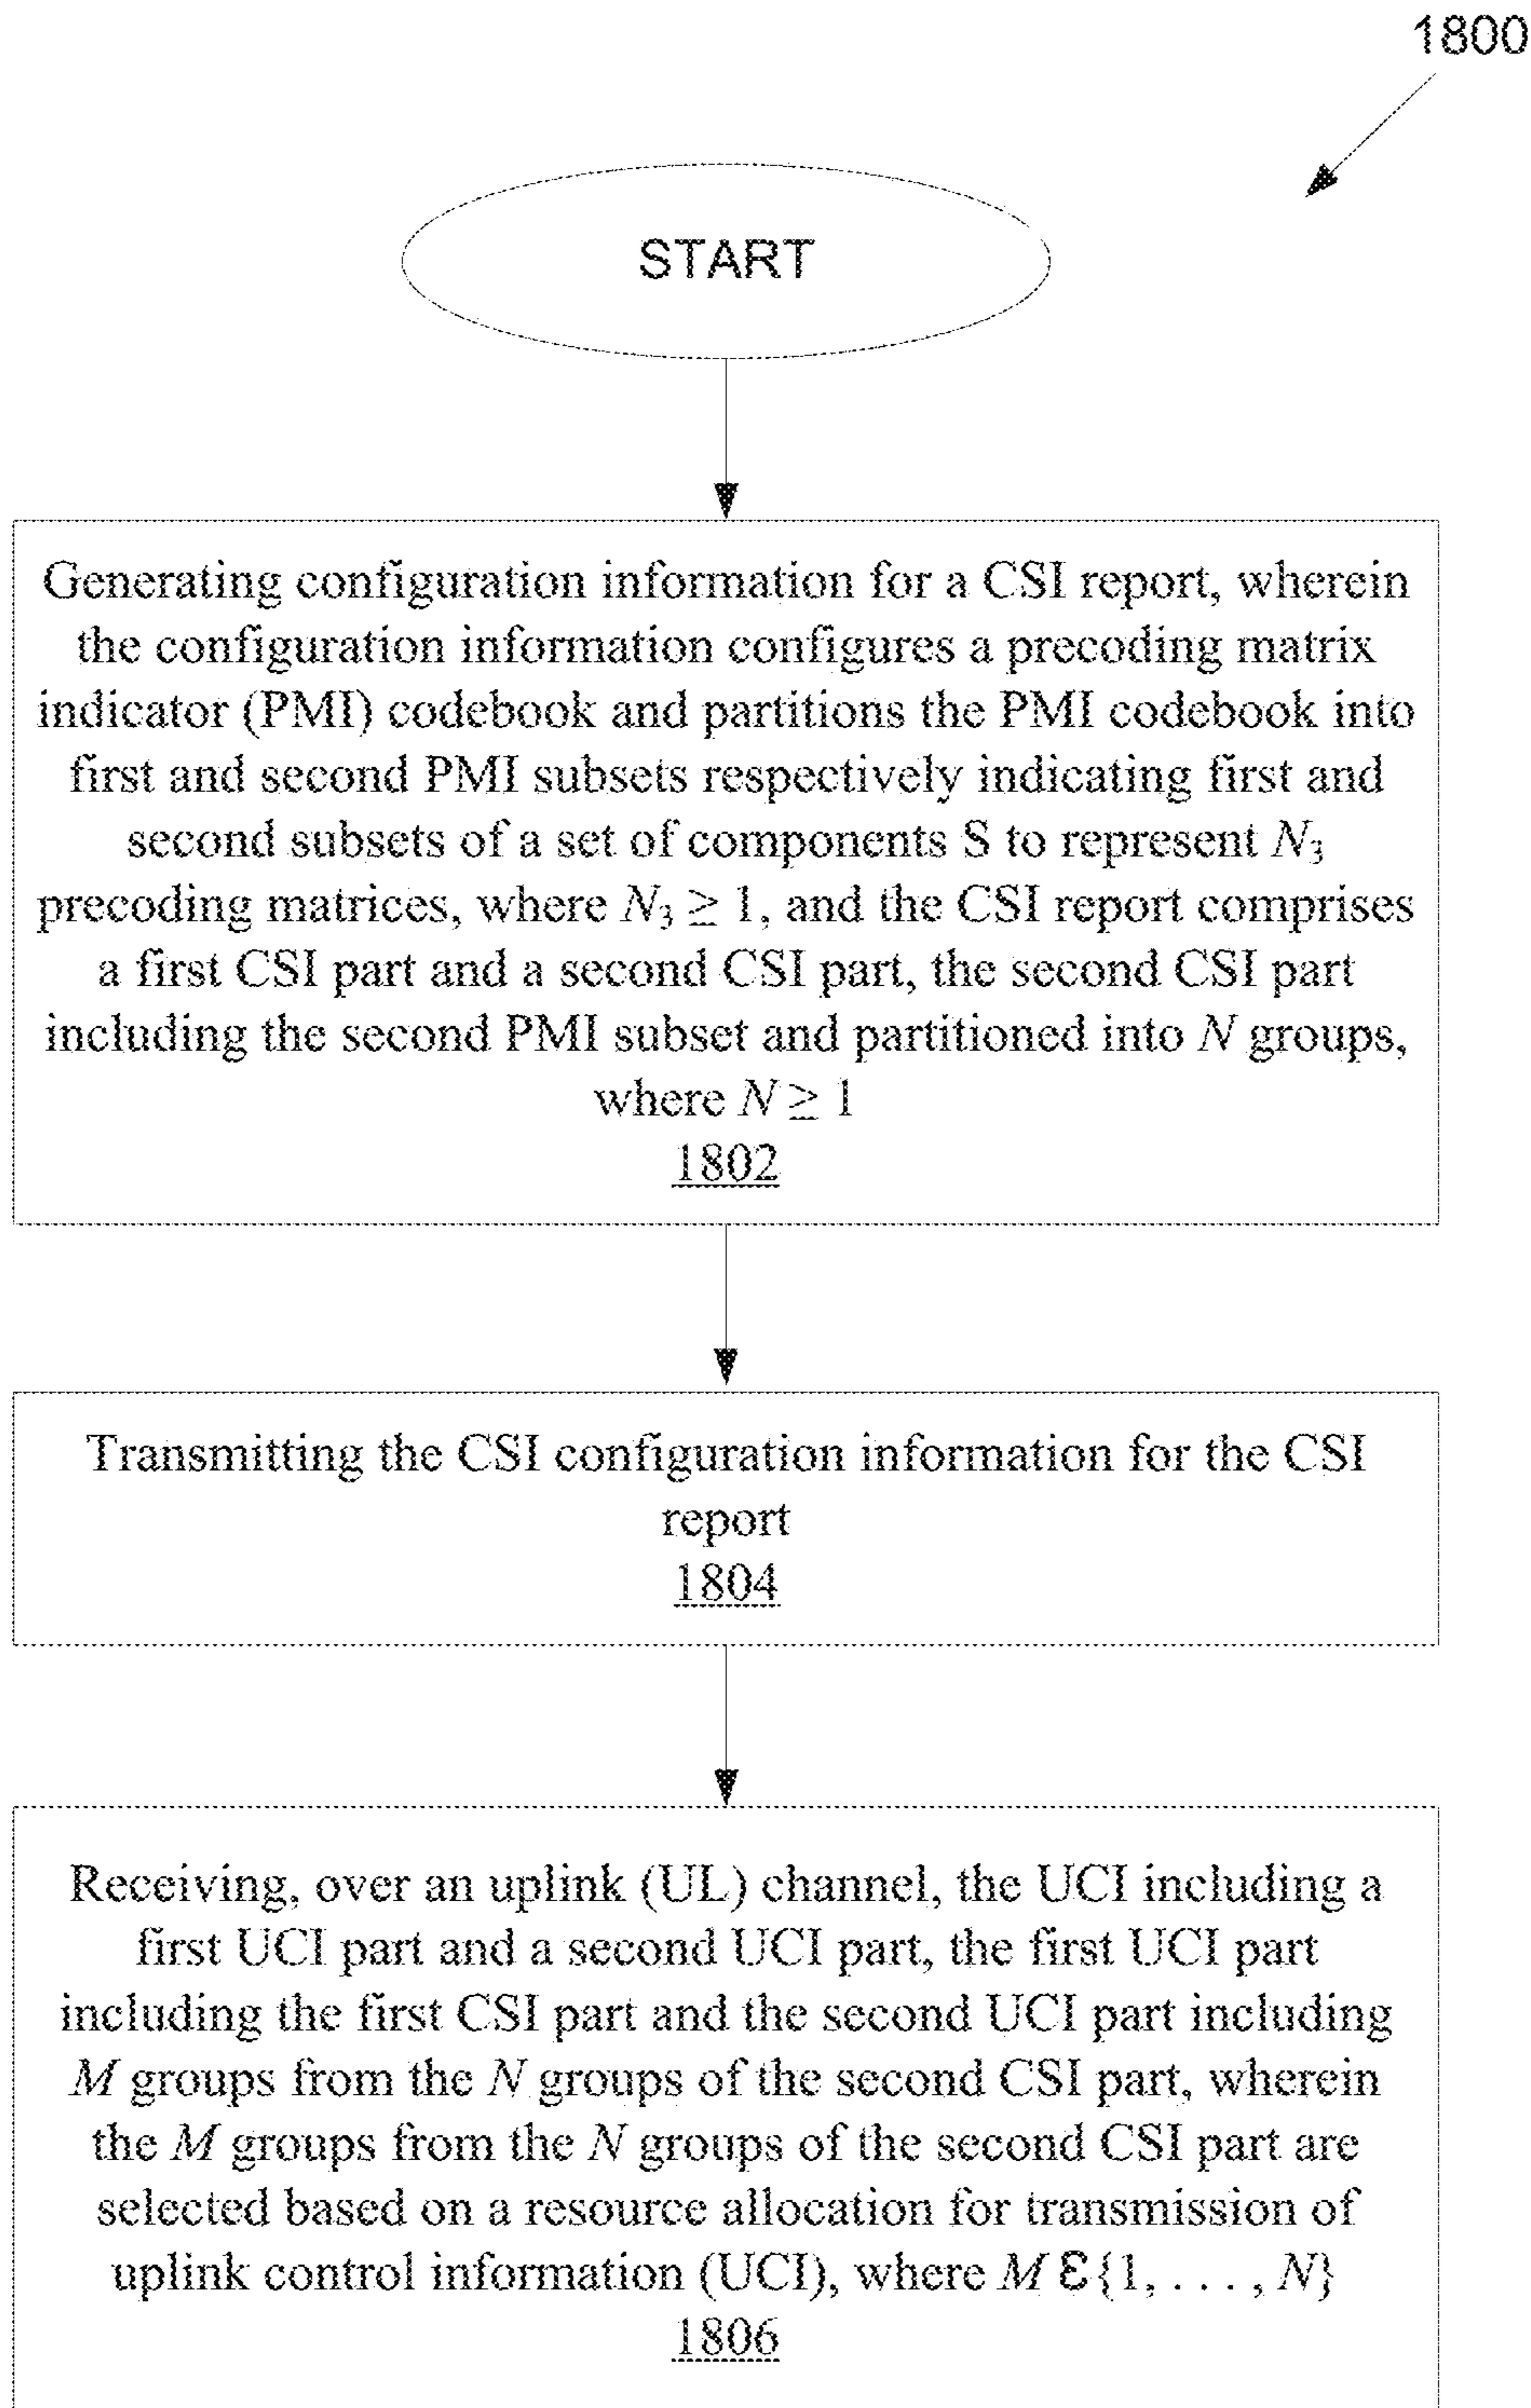 1800
START
Generating configuration information for a CSI report, wherein
the configuration information configures a precoding matrix
indicator (PMI) codebook and partitions the PMI codebook into
first and second PMI subsets respectively indicating first and
second subsets of a set of components S to represent N₃
precoding matrices, where N₃ ≥ 1, and the CSI report comprises
a first CSI part and a second CSI part, the second CSI part
including the second PMI subset and partitioned into N groups,
where N ≥ 1
1802
Transmitting the CSI configuration information for the CSI
report
1804
Receiving, over an uplink (UL) channel, the UCI including a
first UCI part and a second UCI part, the first UCI part
including the first CSI part and the second UCI part including
M groups from the N groups of the second CSI part, wherein
the M groups from the N groups of the second CSI part are
selected based on a resource allocation for transmission of
uplink control information (UCI), where M Ɛ{1, . . . , N}
1806